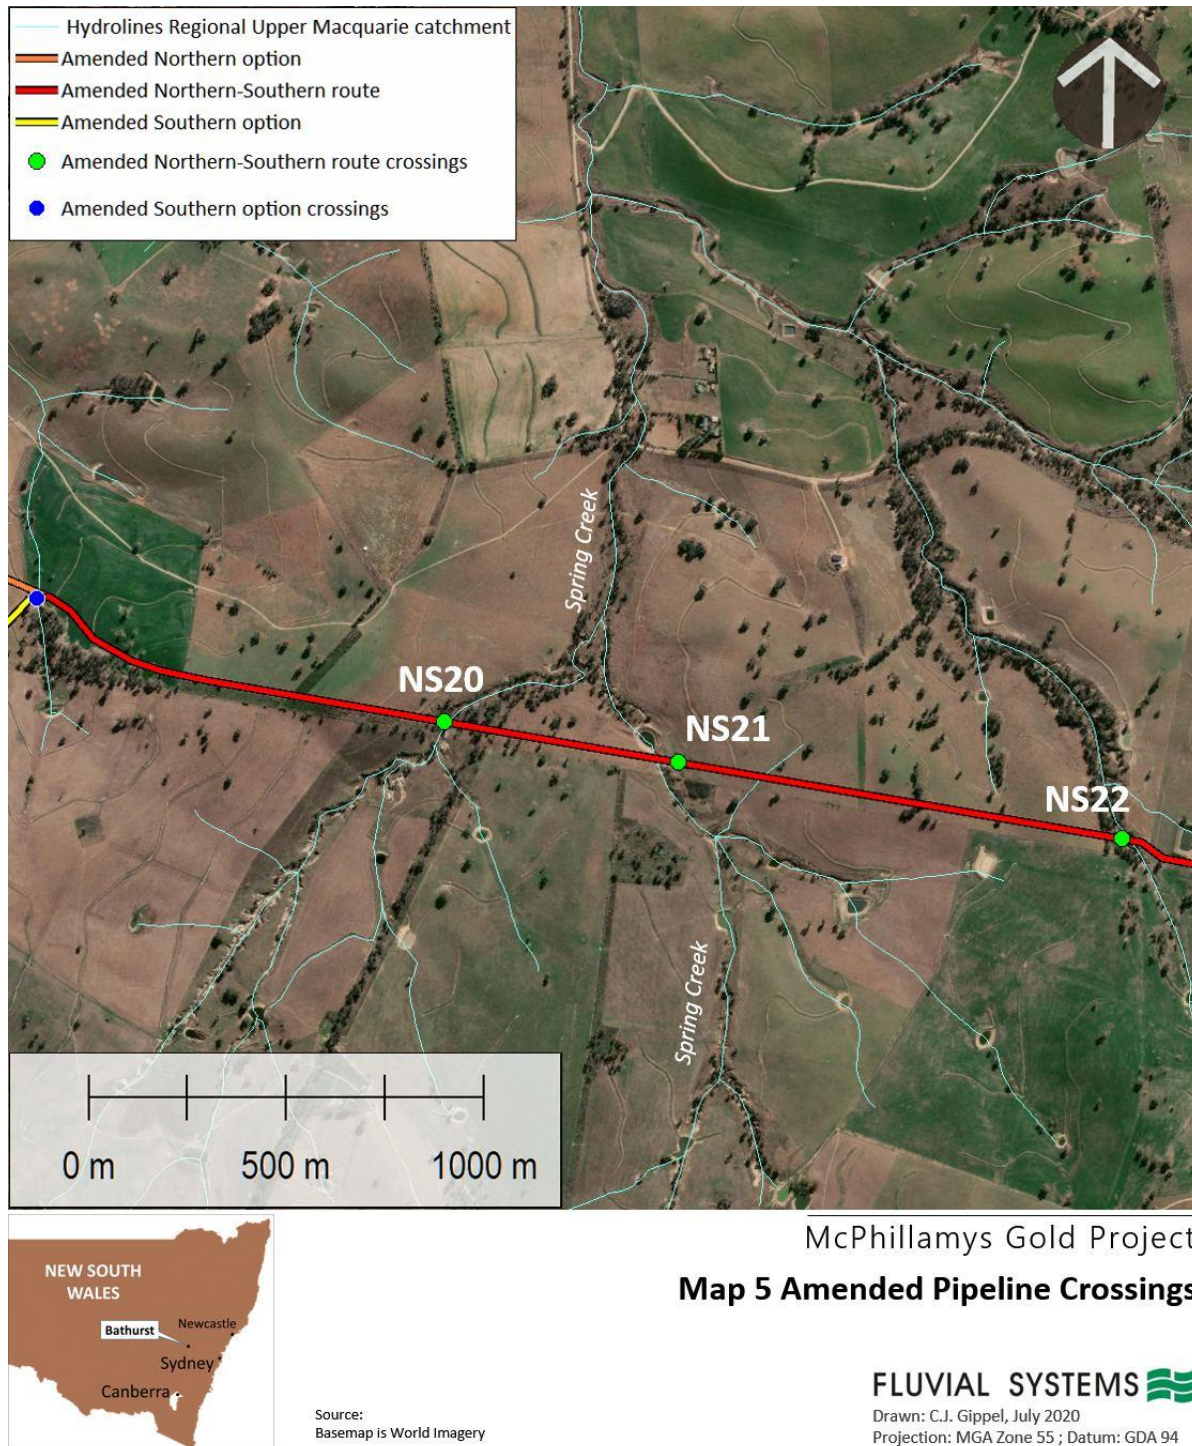 Hydrolines Regional Upper Macquarie catchment
Amended Northern option
Amended Northern-Southern route
Amended Southern option
Amended Northern-Southern route crossings
Amended Southern option crossings
Spring Creek
NS20
NS21
NS22
Spring Creek
0 m 500 m 1000 m
McPhillamys Gold Project
Map 5 Amended Pipeline Crossings
NEW SOUTH
WALES
Bathurst
Newcastle
Sydney
Canberra
Source:
Basemap is World Imagery
FLUVIAL SYSTEMS
Drawn: C.J. Gippel, July 2020
Projection: MGA Zone 55 ; Datum: GDA 94